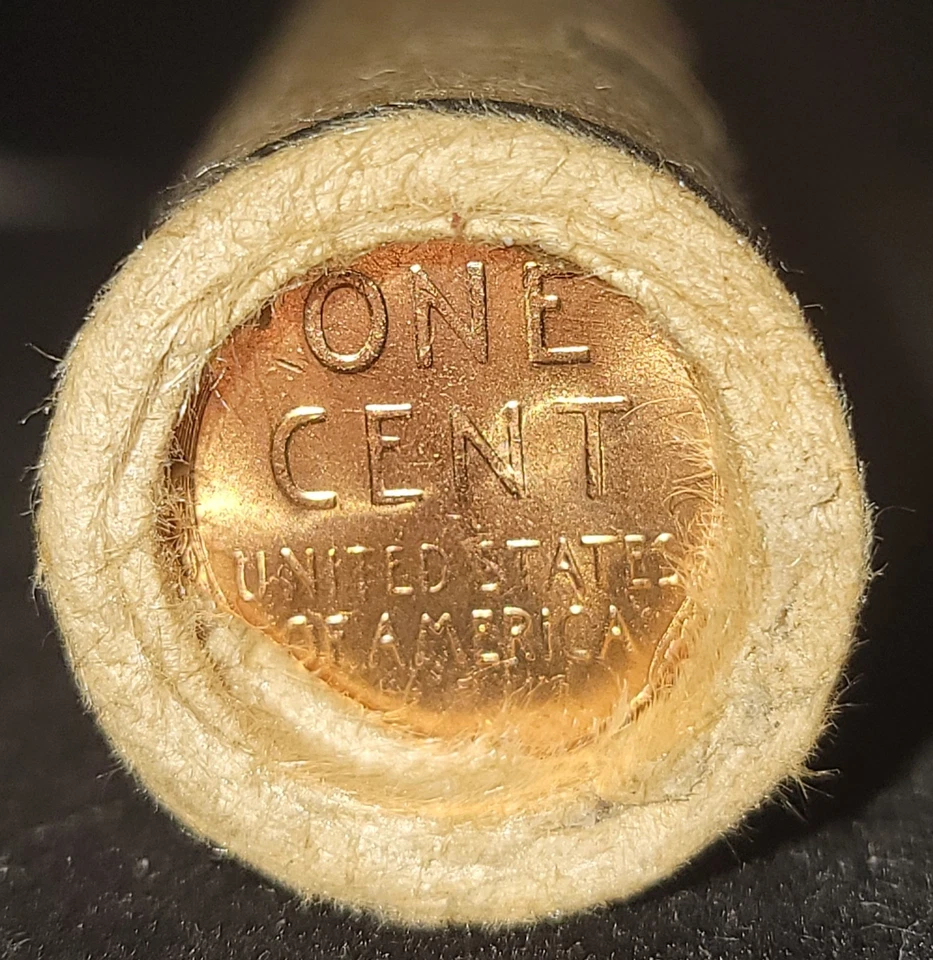 ONE
CENT
UNITED STATES
OF AMERICA